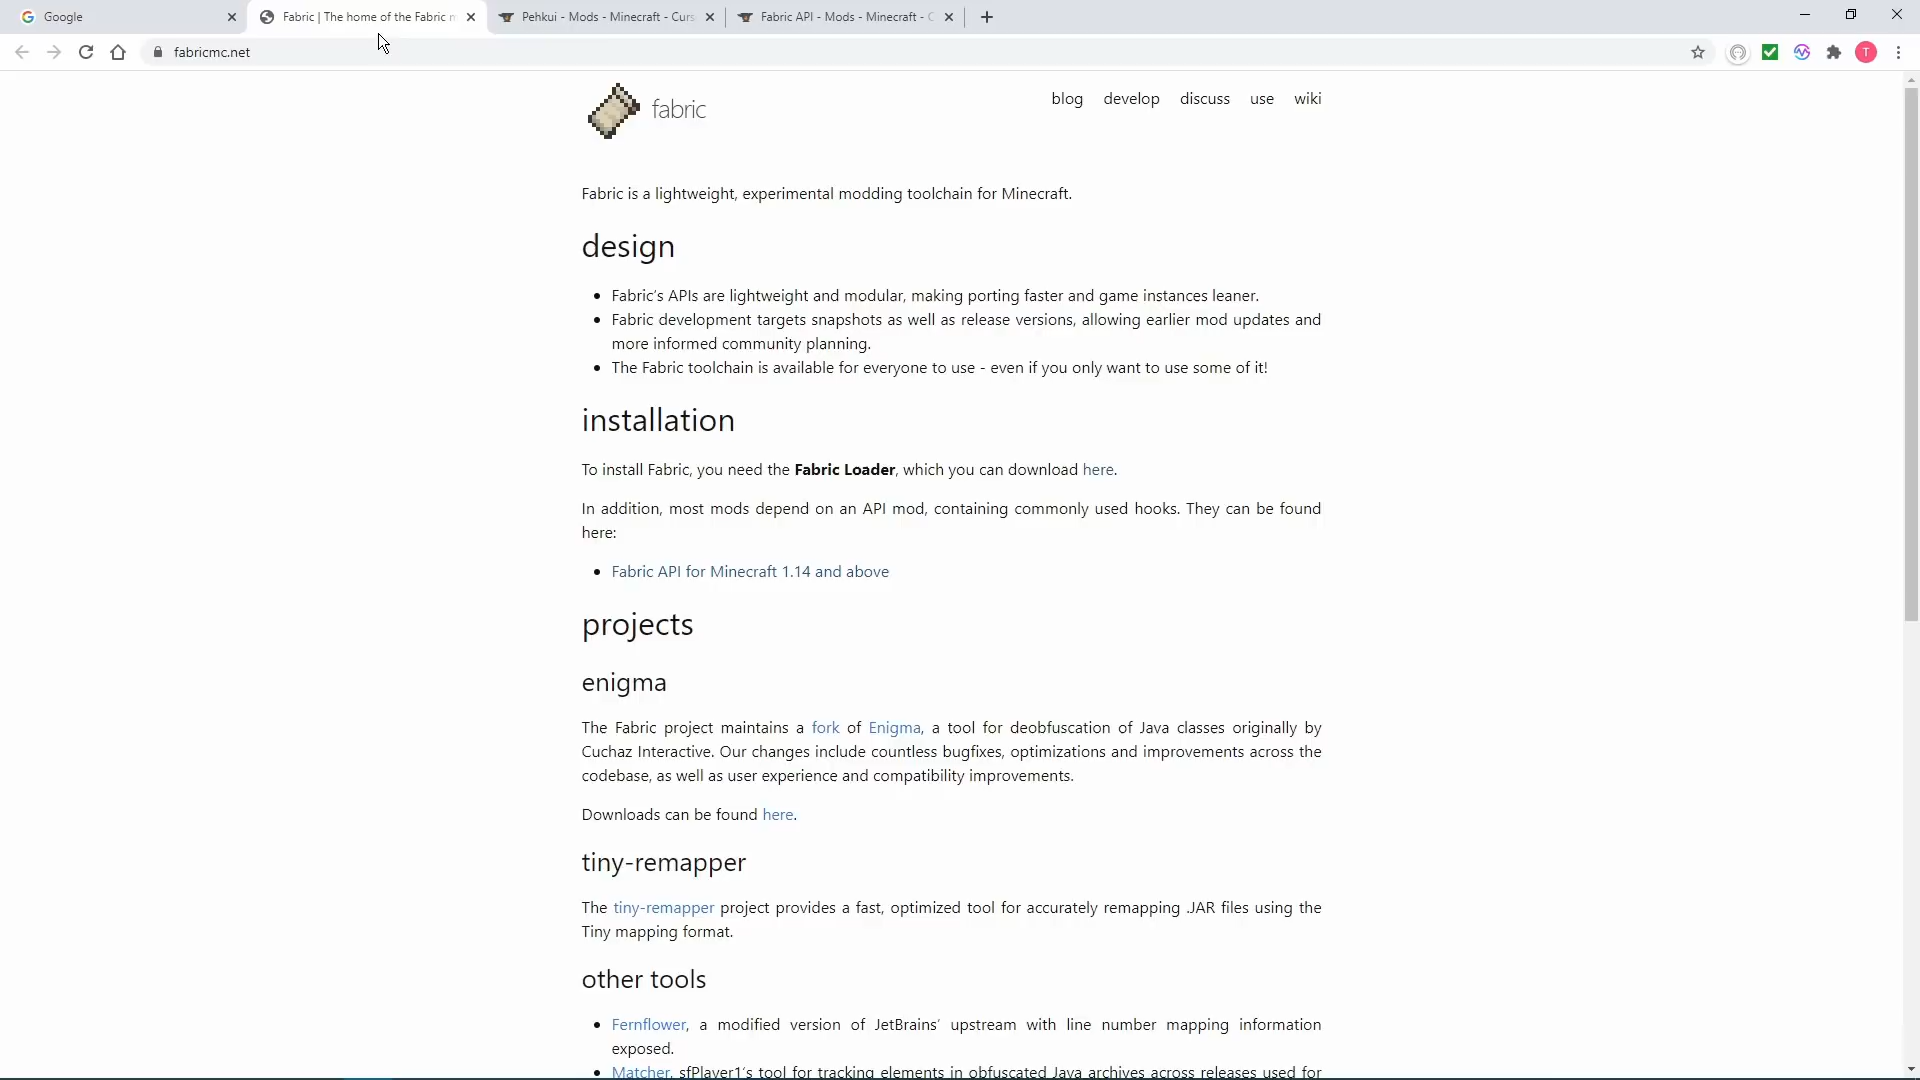 Google
Fabric | The home of the Fabric m
Pehkui - Mods - Minecraft - Curs
Fabric API - Mods - Minecraft - C
fabricmc.net
T
fabric
blog develop discuss use wiki
Fabric is a lightweight, experimental modding toolchain for Minecraft.
design
Fabric's APIs are lightweight and modular, making porting faster and game instances leaner.
Fabric development targets snapshots as well as release versions, allowing earlier mod updates and
more informed community planning.
The Fabric toolchain is available for everyone to use - even if you only want to use some of it!
installation
To install Fabric, you need the Fabric Loader, which you can download here.
In addition, most mods depend on an API mod, containing commonly used hooks. They can be found
here:
Fabric API for Minecraft 1.14 and above
projects
enigma
The Fabric project maintains a fork of Enigma, a tool for deobfuscation of Java classes originally by
Cuchaz Interactive. Our changes include countless bugfixes, optimizations and improvements across the
codebase, as well as user experience and compatibility improvements.
Downloads can be found here.
tiny-remapper
The tiny-remapper project provides a fast, optimized tool for accurately remapping .JAR files using the
Tiny mapping format.
other tools
Fernflower, a modified version of JetBrains' upstream with line number mapping information
exposed.
Matcher, sfPlayer1's tool for tracking elements in obfuscated Java archives across releases used for